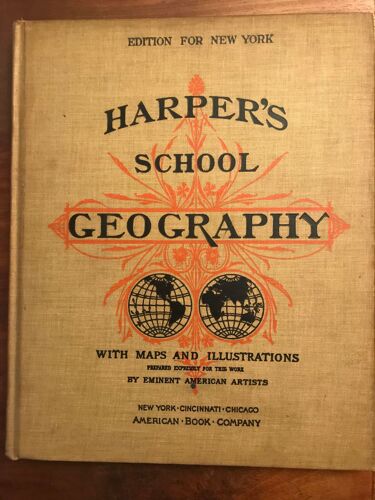 EDITION FOR NEW YORK
HARPER'S
SCHOOL
GEOGRAPHY
WITH MAPS AND ILLUSTRATIONS
PREPARED EXPRESSLY FOR THIS WORK
BY EMINENT AMERICAN ARTISTS
NEW YORK · CINCINNATI · CHICAGO
AMERICAN · BOOK · COMPANY